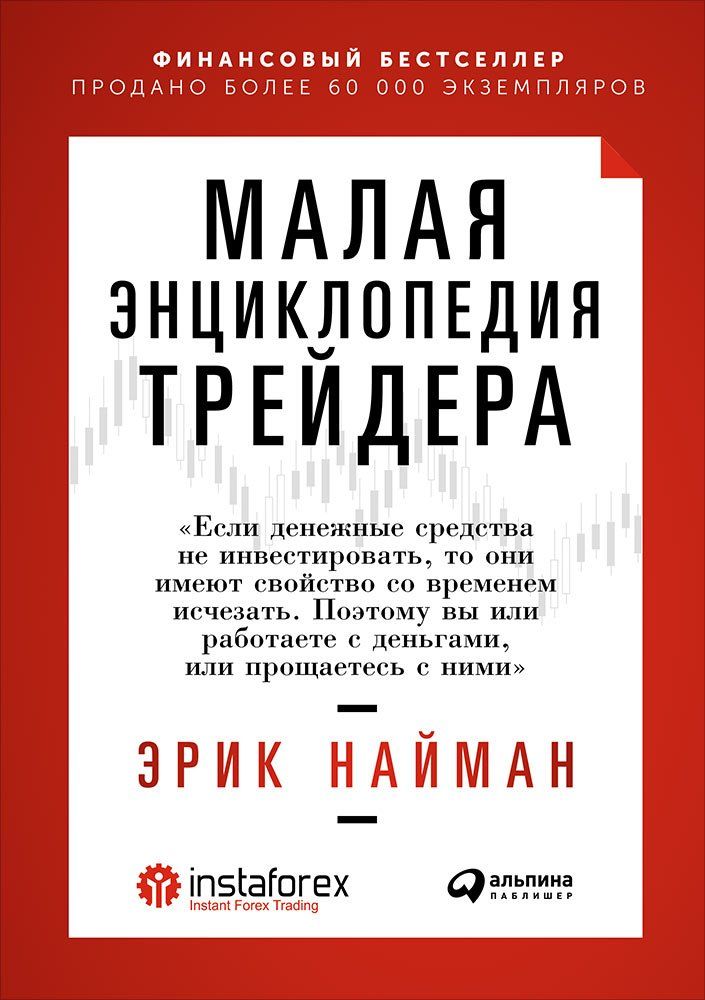 ФИНАНСОВЫЙ БЕСТСЕЛЛЕР
ПРОДАНО БОЛЕЕ 60 000 ЭКЗЕМПЛЯРОВ
МАЛАЯ
ЭНЦИКЛОПЕДИЯ
ТРЕЙДЕРА
«Если денежные средства
не инвестировать, то они
имеют свойство со временем
исчезать. Поэтому вы или
работаете с деньгами,
или прощаетесь с ними»
ЭРИК НАЙМАН
instaforex
Instant Forex Trading
альпина
ПАБЛИШЕР